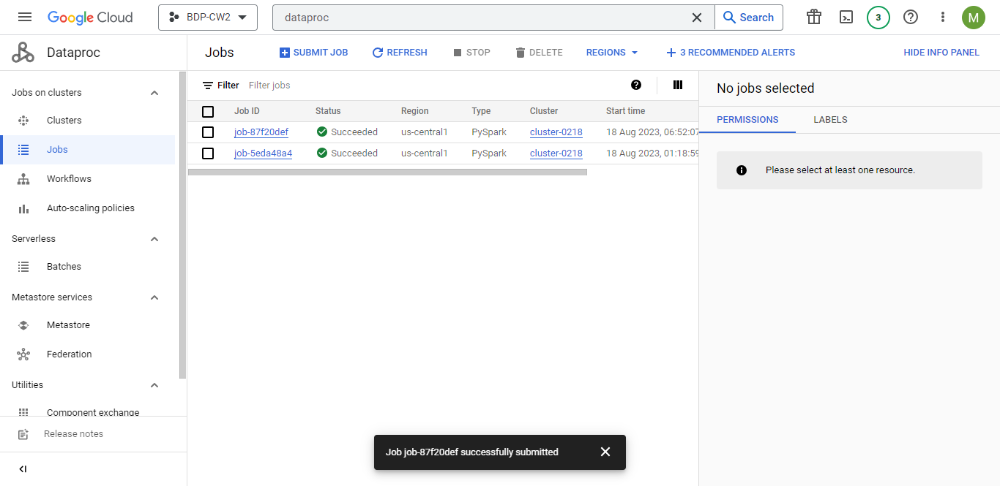 Google Cloud
BDP-CW2
dataproc
Search
3
M
Dataproc
Jobs
SUBMIT JOB
REFRESH
STOP
DELETE
REGIONS
3 RECOMMENDED ALERTS
HIDE INFO PANEL
Jobs on clusters
Clusters
Jobs
Workflows
Auto-scaling policies
Serverless
Batches
Metastore services
Metastore
Federation
Utilities
Component exchange
Release notes
Filter Filter jobs
Job ID Status Region Type Cluster Start time
job-87f20def Succeeded us-central1 PySpark cluster-0218 18 Aug 2023, 06:52:07
job-5eda48a4 Succeeded us-central1 PySpark cluster-0218 18 Aug 2023, 01:18:59
No jobs selected
PERMISSIONS LABELS
Please select at least one resource.
Job job-87f20def successfully submitted